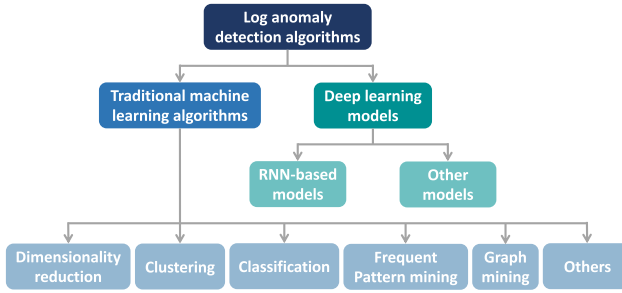 Log anomaly
detection algorithms
Traditional machine
learning algorithms
Deep learning
models
RNN-based
models
Other
models
Dimensionality
reduction
Clustering
Classification
Frequent
Pattern mining
Graph
mining
Others